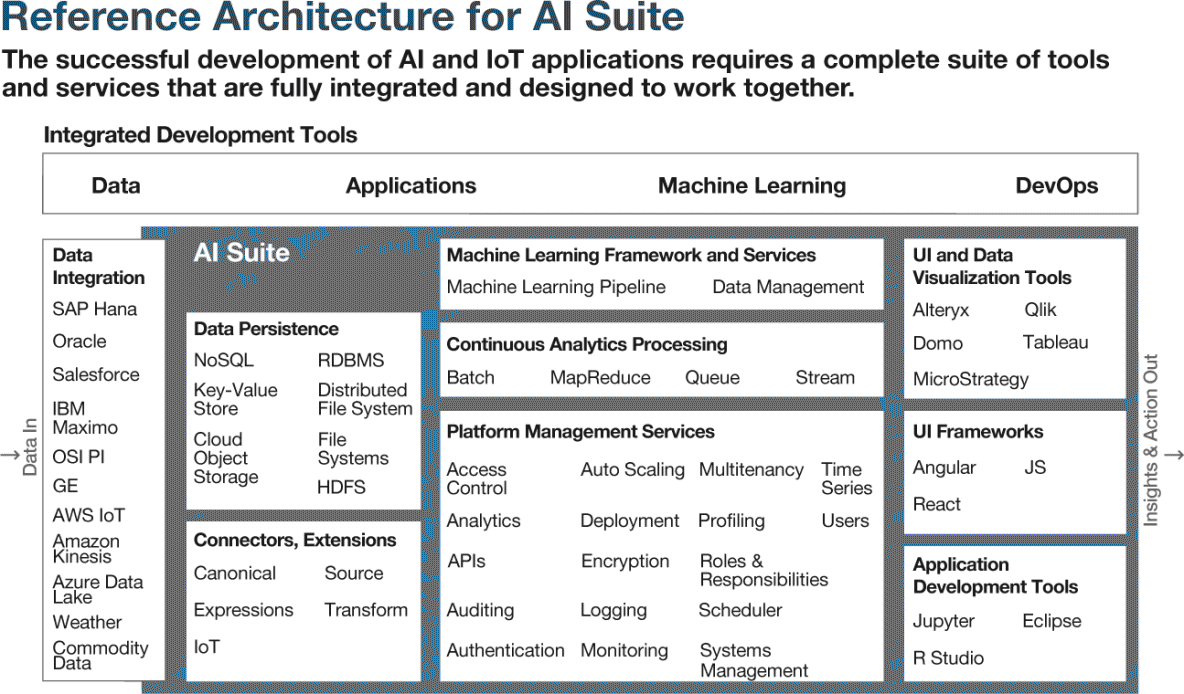 Reference Architecture for AI Suite
The successful development of AI and IoT applications requires a complete suite of tools
and services that are fully integrated and designed to work together.
Integrated Development Tools
Data
Applications
Machine Learning
DevOps
Data In
Data
Integration
SAP Hana
Oracle
Salesforce
IBM
Maximo
OSI PI
GE
AWS IoT
Amazon
Kinesis
Azure Data
Lake
Weather
Commodity
Data
AI Suite
Data Persistence
NoSQL
RDBMS
Key-Value
Store
Distributed
File System
Cloud
Object
Storage
File
Systems
HDFS
Connectors, Extensions
Canonical
Source
Expressions
Transform
IoT
Machine Learning Framework and Services
Machine Learning Pipeline
Data Management
Continuous Analytics Processing
Batch
MapReduce
Queue
Stream
Platform Management Services
Access
Control
Auto Scaling
Multitenancy
Time
Series
Analytics
Deployment
Profiling
Users
APIs
Encryption
Roles &
Responsibilities
Auditing
Logging
Scheduler
Authentication
Monitoring
Systems
Management
UI and Data
Visualization Tools
Alteryx
Qlik
Domo
Tableau
MicroStrategy
UI Frameworks
Angular
JS
React
Application
Development Tools
Jupyter
Eclipse
R Studio
Insights & Action Out